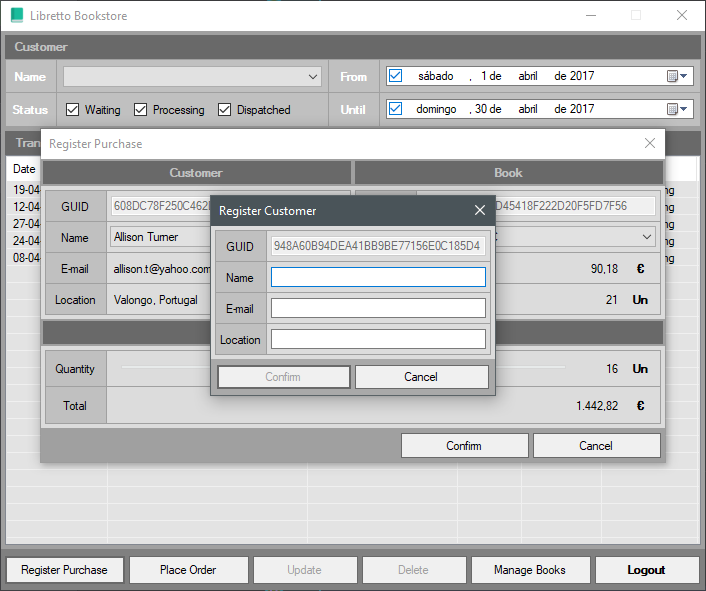 Libretto Bookstore
Customer
Name
From sábado , 1 de abril de 2017
Status Waiting Processing Dispatched
Until domingo , 30 de abril de 2017
Register Purchase
Date
19-04
12-04
27-04
24-04
08-04
Customer Book
GUID
Name Allison Turner
E-mail allison.t@yahoo.com 90,18 €
Location Valongo, Portugal 21 Un
Register Customer
GUID 948A60B94DEA41BB9BE77156E0C185D4
Name
E-mail
Location
Confirm Cancel
Quantity 16 Un
Total 1.442,82 €
Confirm Cancel
Register Purchase Place Order Update Delete Manage Books Logout